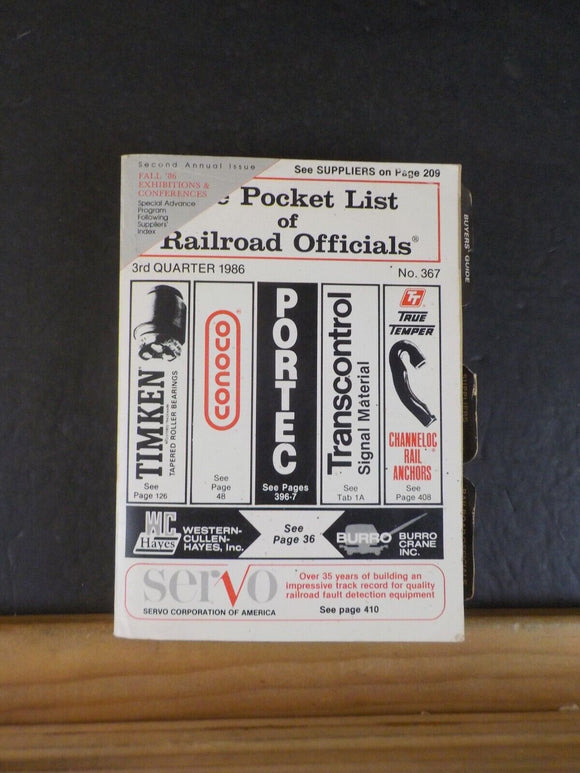 Second Annual Issue
FALL '86
EXHIBITIONS &
CONFERENCES
Special Advance
Program
Following
Suppliers'
Index
See SUPPLIERS on Page 209
e Pocket List
of
Railroad Officials®
3rd QUARTER 1986
No. 367
TIMKEN®
TAPERED ROLLER BEARINGS
See
Page 126
conoco®
See
Page
48
PORTEC
See Pages
396-7
Transcontrol
Signal Material
See
Tab 1A
TT
TRUE
TEMPER
CHANNELOC
RAIL
ANCHORS
See
Page 408
WC
Hayes
WESTERN-
CULLEN-
HAYES, Inc.
See
Page 36
BURRO
BURRO
CRANE
INC.
servo
SERVO CORPORATION OF AMERICA
Over 35 years of building an
impressive track record for quality
railroad fault detection equipment
See page 410
BUYERS' GUIDE
SUPPLIERS